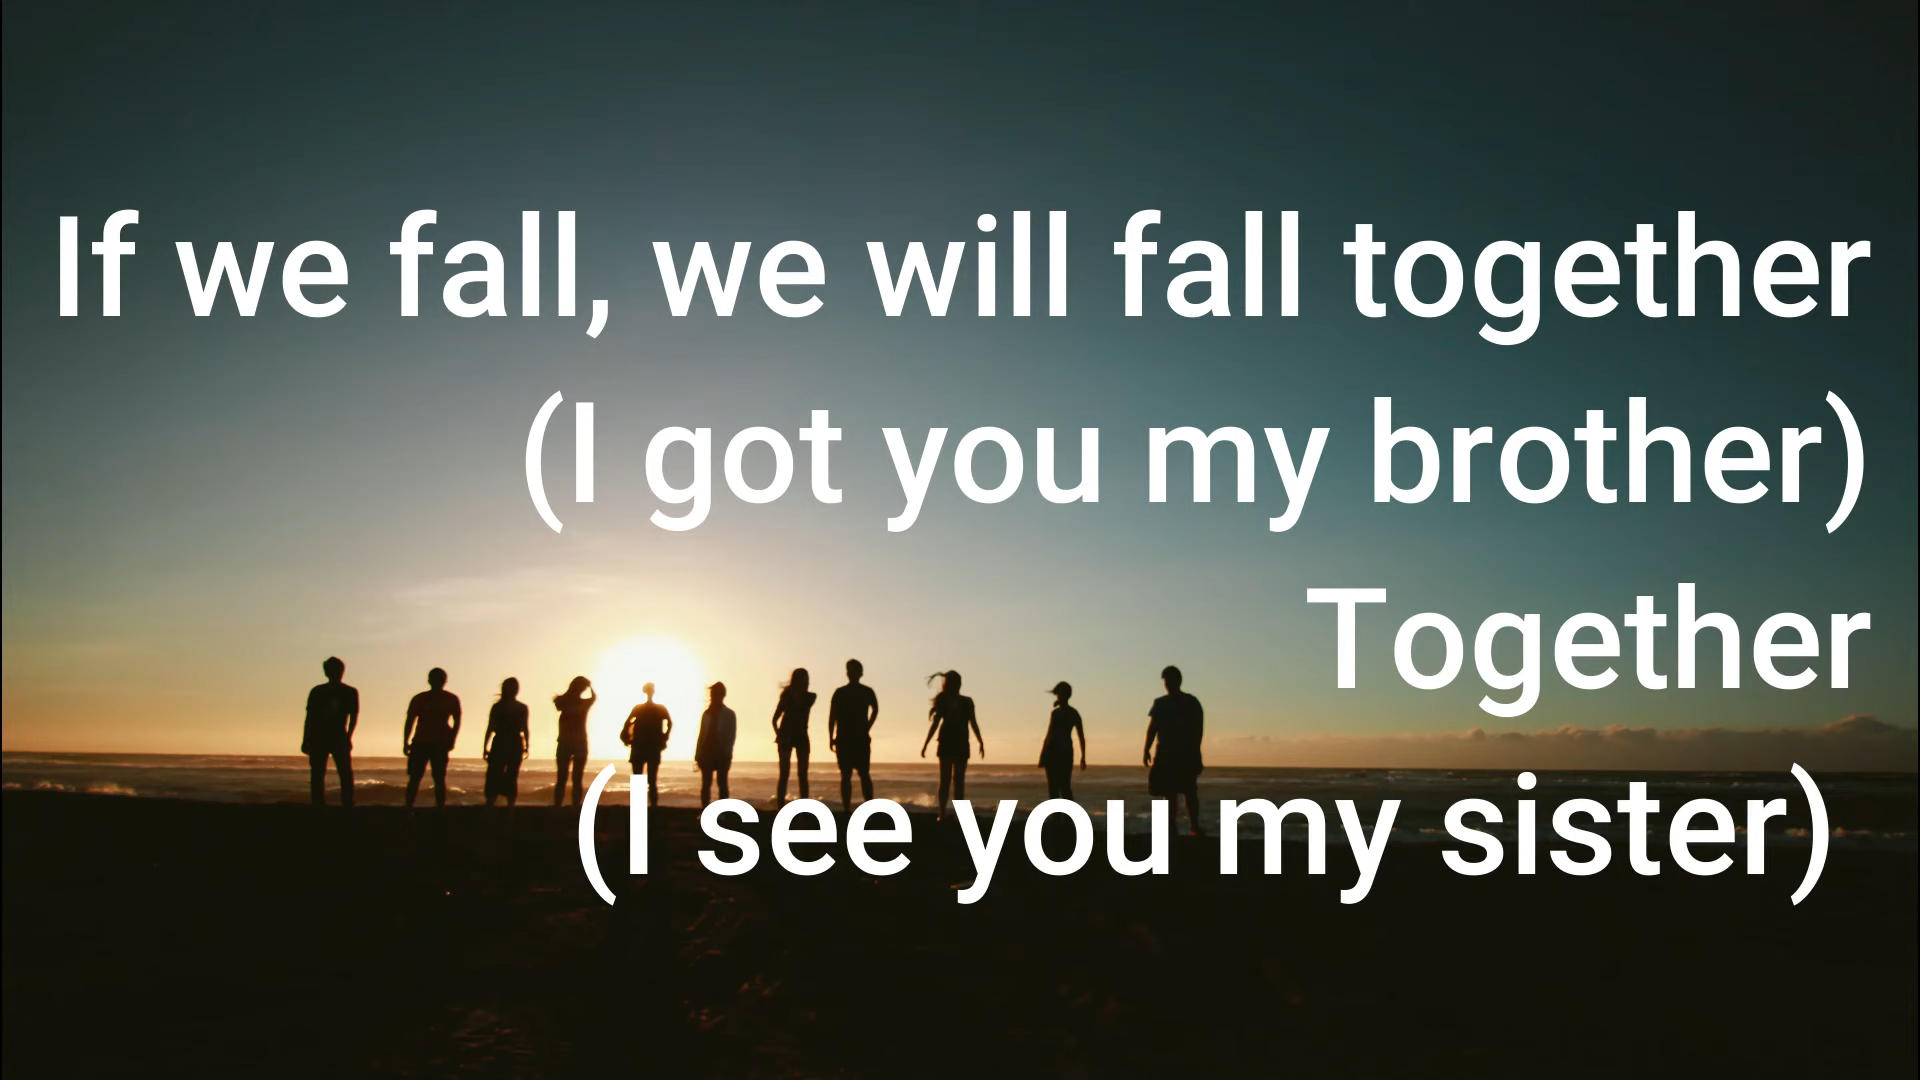 If we fall, we will fall together
(I got you my brother)
Together
(I see you my sister)